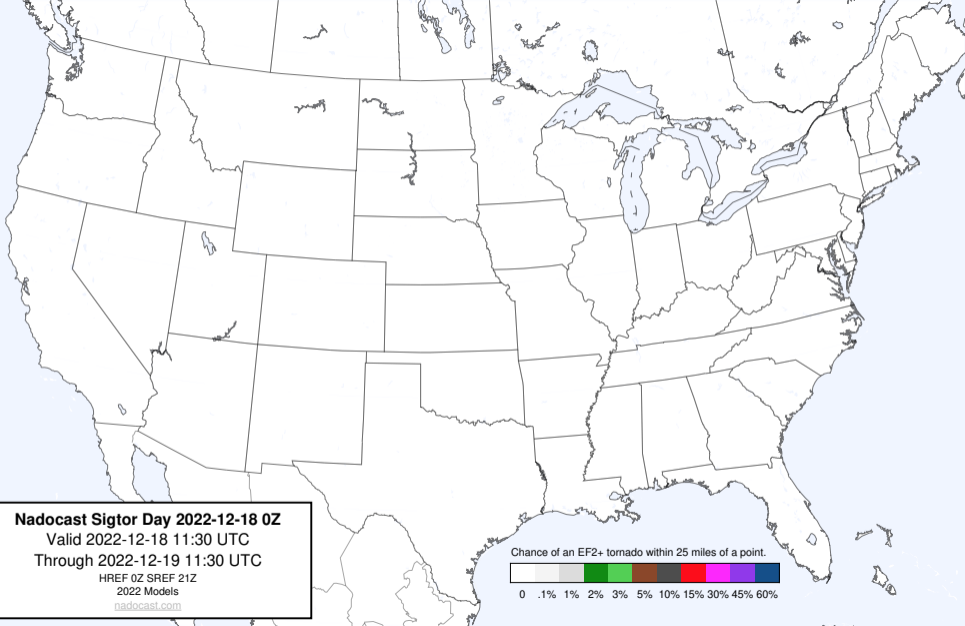 Nadocast Sigtor Day 2022-12-18 0Z
Valid 2022-12-18 11:30 UTC
Through 2022-12-19 11:30 UTC
HREF 0Z SREF 21Z
2022 Models
nadocast.com
Chance of an EF2+ tornado within 25 miles of a point.
0 .1% 1% 2% 3% 5% 10% 15% 30% 45% 60%